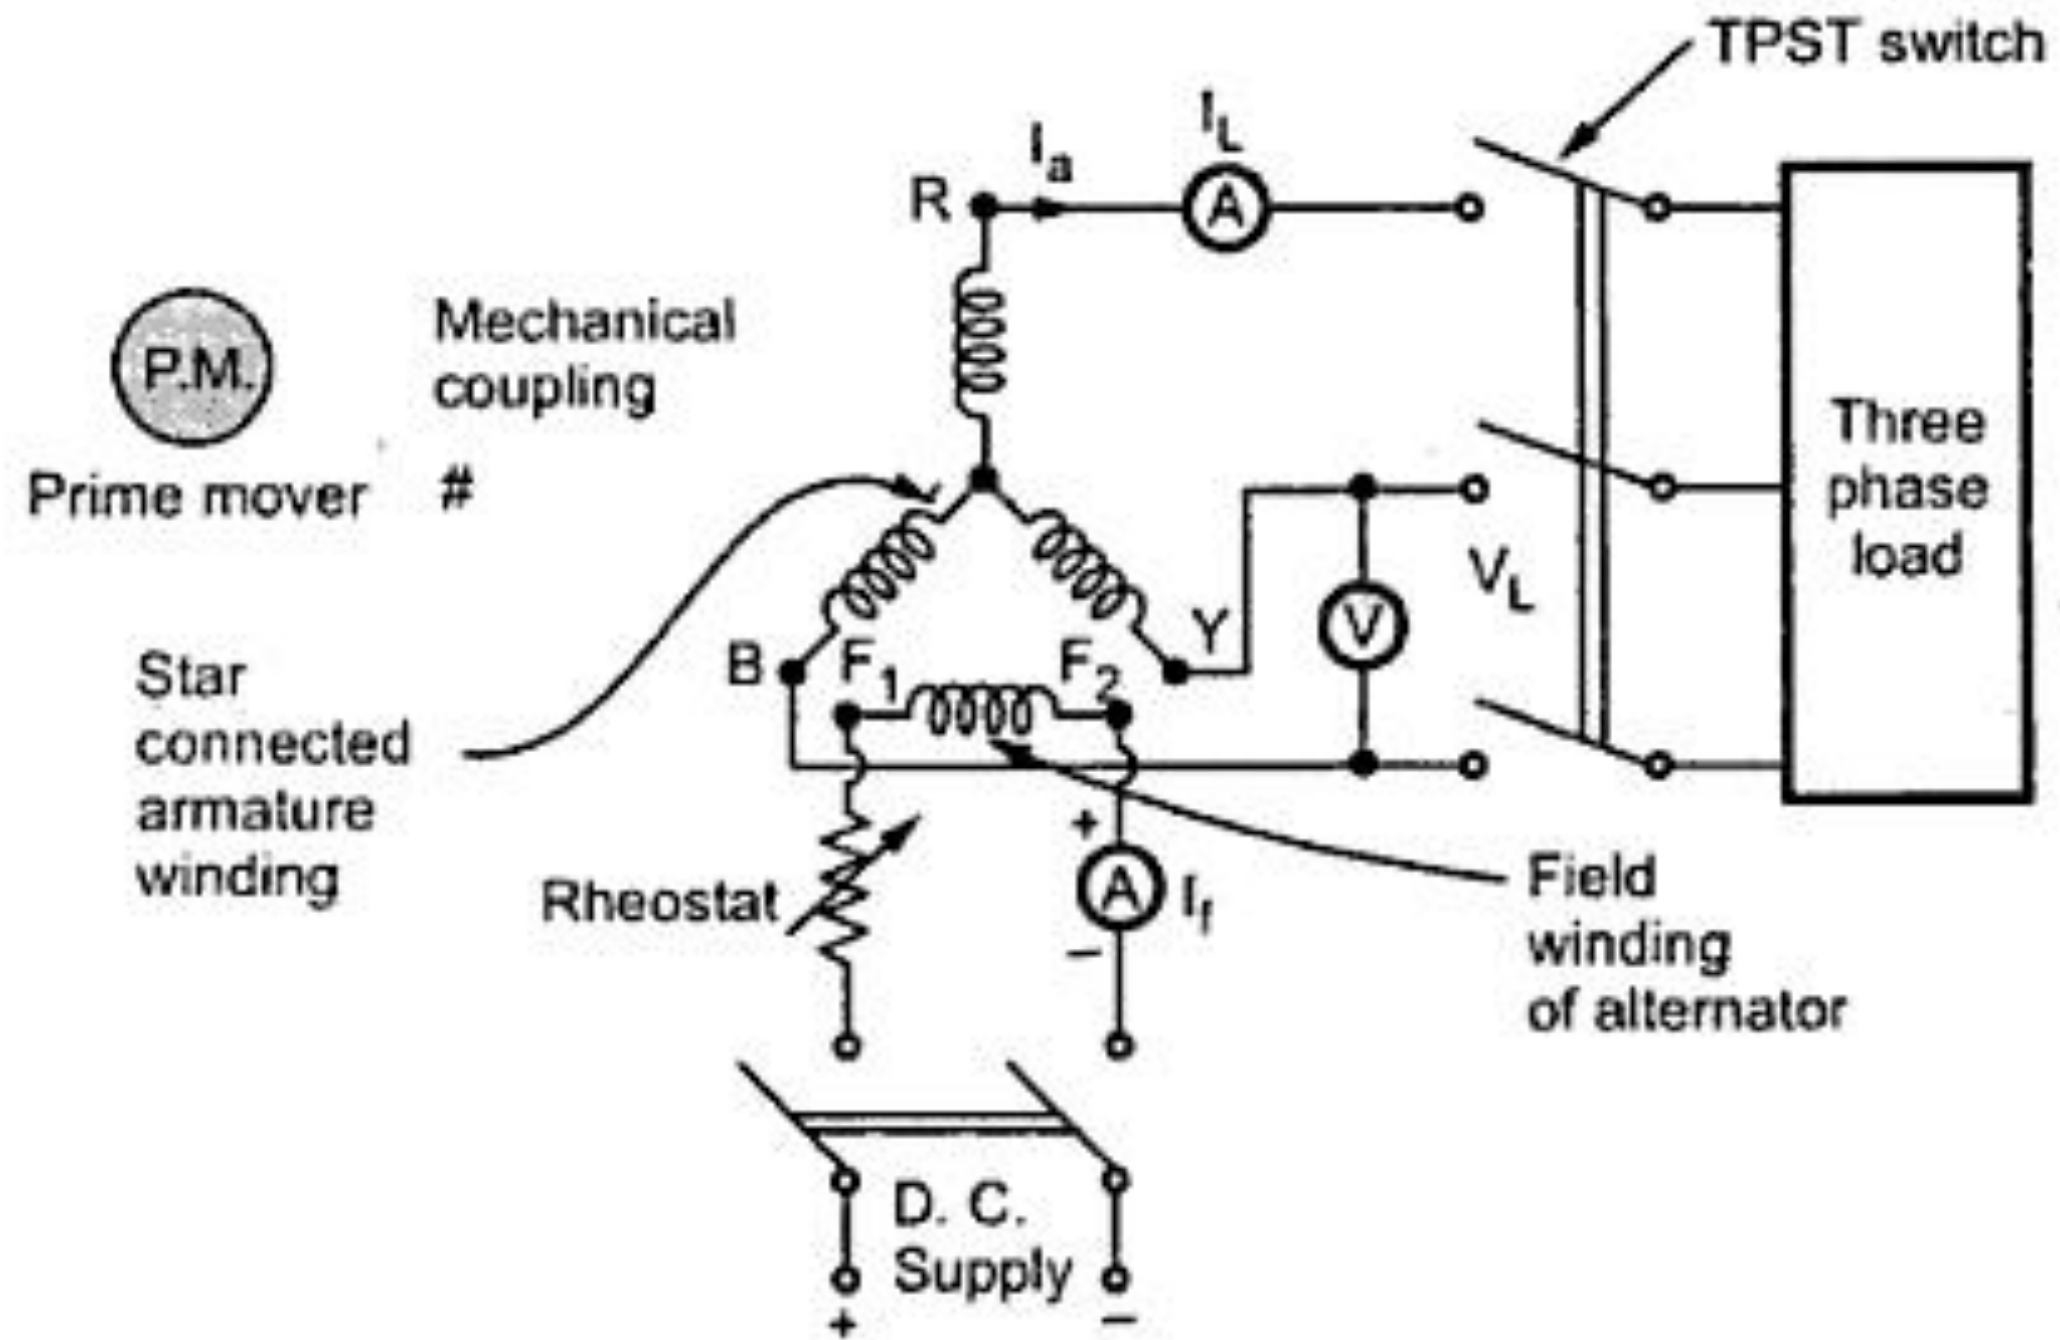 TPST switch
I_L
I_a
R
A
P.M.
Mechanical
coupling
Prime mover
#
Three
phase
load
V_L
V
Y
B
F_1
F_2
Star
connected
armature
winding
Rheostat
+
A
I_f
−
Field
winding
of alternator
D. C.
Supply
+
−